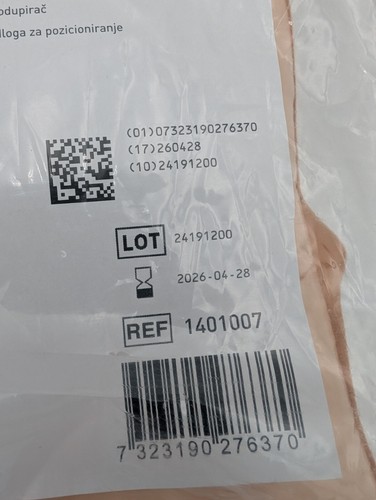 loga za pozicioniranje
(01)07323190276370
(17)260428
(10)24191200
LOT 24191200
2026-04-28
REF 1401007
7 323190 276370